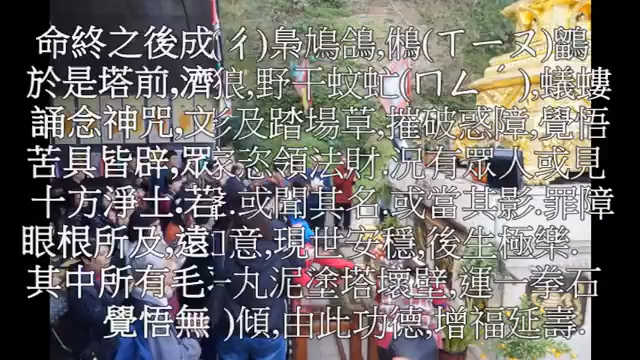 命終之後成(ㄔ)梟鳩鴿,鵂(ㄒㄧㄡ)
於是塔前,濟狼,野干蚊虻(ㄇㄥˊ),蟻螻
誦念神咒,文及踏場草,摧破惑障,覺悟
苦具皆辟,眾恣領法財.况有眾人或見
十方淨土.若.或聞其名.或當其影.罪障
眼根所及,遠意,現世安穩,後生極樂.
其中所有毛一丸泥塗塔壞壁,運一拳石
覺悟無)傾,由此功德,增福延壽.